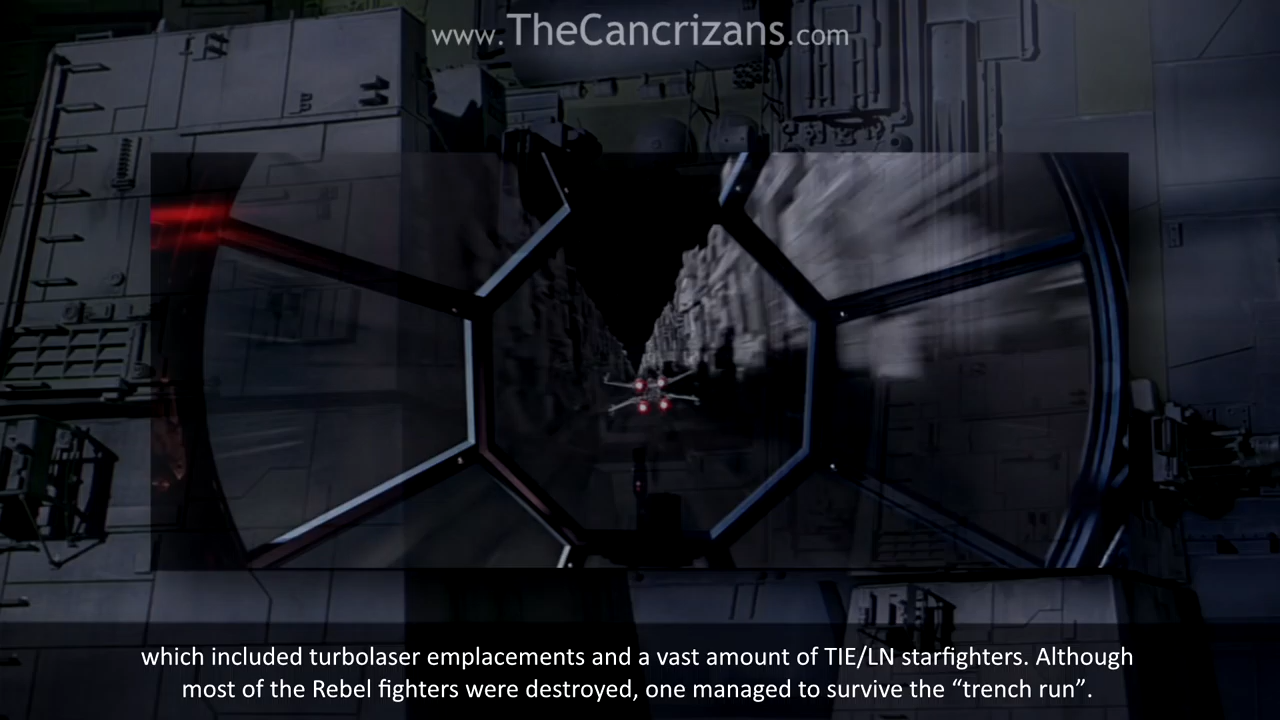 www.TheCancrizans.com
which included turbolaser emplacements and a vast amount of TIE/LN starfighters. Although
most of the Rebel fighters were destroyed, one managed to survive the “trench run”.